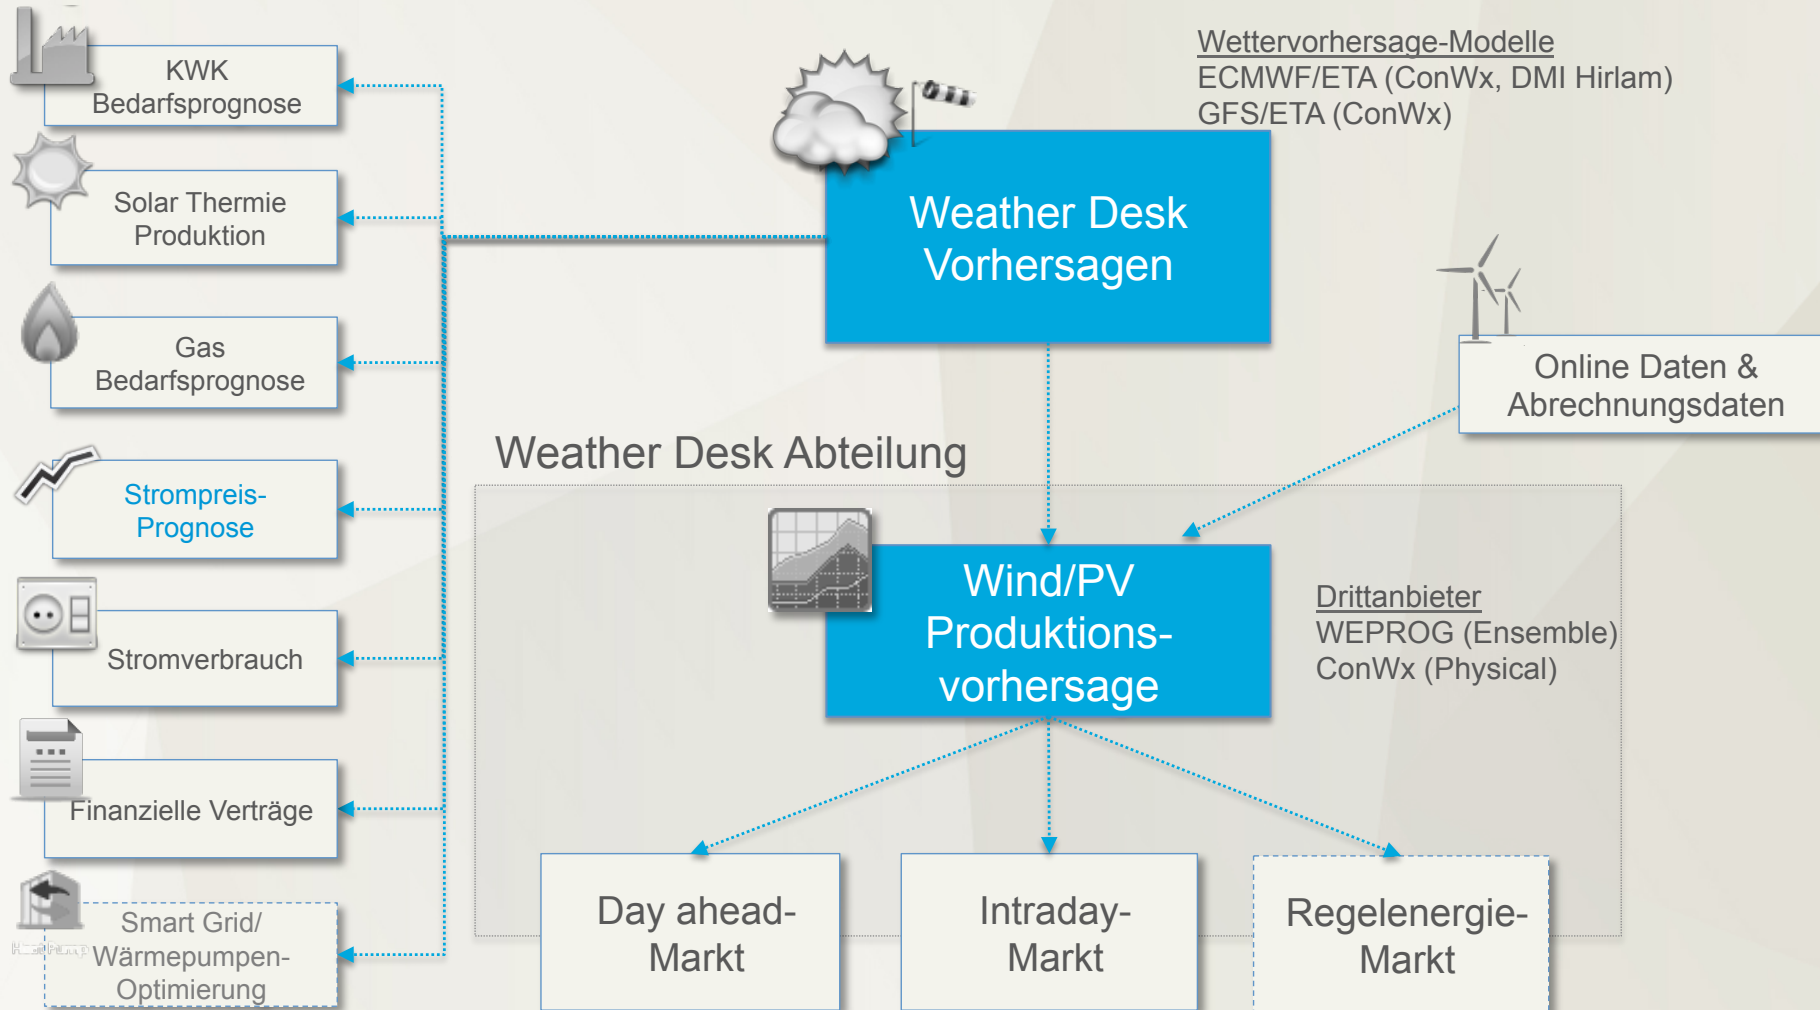 KWK
Bedarfsprognose
Solar Thermie
Produktion
Gas
Bedarfsprognose
Strompreis-
Prognose
Stromverbrauch
Finanzielle Verträge
Smart Grid/
Wärmepumpen-
Optimierung
Wettervorhersage-Modelle
ECMWF/ETA (ConWx, DMI Hirlam)
GFS/ETA (ConWx)
Weather Desk
Vorhersagen
Online Daten &
Abrechnungsdaten
Weather Desk Abteilung
Wind/PV
Produktions-
vorhersage
Drittanbieter
WEPROG (Ensemble)
ConWx (Physical)
Day ahead-
Markt
Intraday-
Markt
Regelenergie-
Markt